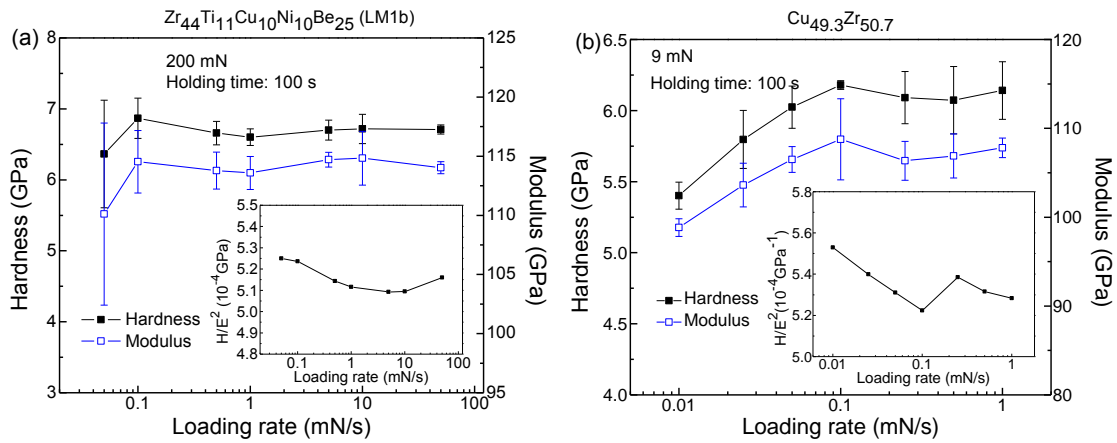 Zr44Ti11Cu10Ni10Be25 (LM1b)
(a)
8
7
6
5
4
3
Hardness (GPa)
200 mN
Holding time: 100 s
125
120
115
110
105
100
95
Modulus (GPa)
Hardness
Modulus
0.1
1
10
Loading rate (mN/s)
5.5
5.4
5.3
5.2
5.1
5.0
4.9
4.8
H/E2 (10-4GPa)
0.1
1
10
100
Loading rate (mN/s)
Cu49.3Zr50.7
(b)
6.5
6.0
5.5
5.0
4.5
4.0
Hardness (GPa)
9 mN
Holding time: 100 s
120
110
100
90
80
Modulus (GPa)
Hardness
Modulus
0.01
0.1
1
Loading rate (mN/s)
5.8
5.6
5.4
5.2
5.0
H/E2(10-4GPa-1)
0.01
0.1
1
Loading rate (mN/s)